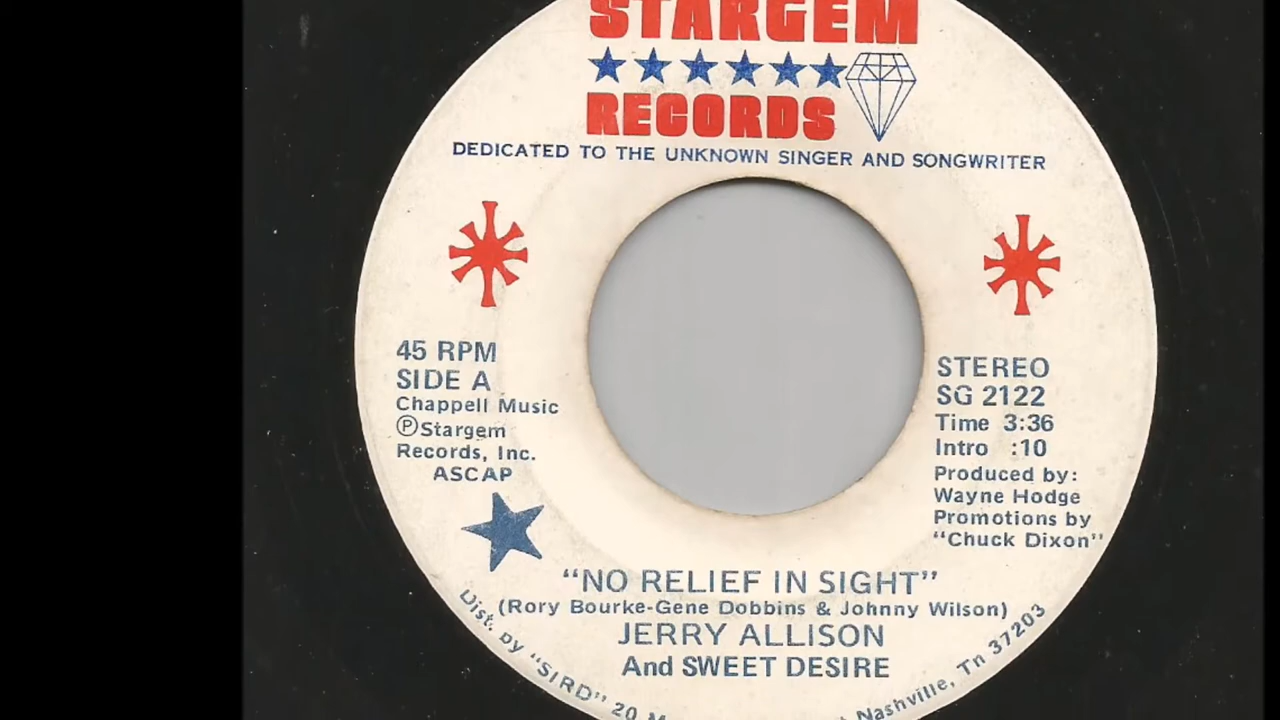 STARGEM
RECORDS
DEDICATED TO THE UNKNOWN SINGER AND SONGWRITER
45 RPM
SIDE A
Chappell Music
ⓅStargem
Records, Inc.
ASCAP
STEREO
SG 2122
Time 3:36
Intro :10
Produced by:
Wayne Hodge
Promotions by
"Chuck Dixon"
"NO RELIEF IN SIGHT"
(Rory Bourke-Gene Dobbins & Johnny Wilson)
JERRY ALLISON
And SWEET DESIRE
Dist. by "SIRD" 20 Nashville, Tn 37203